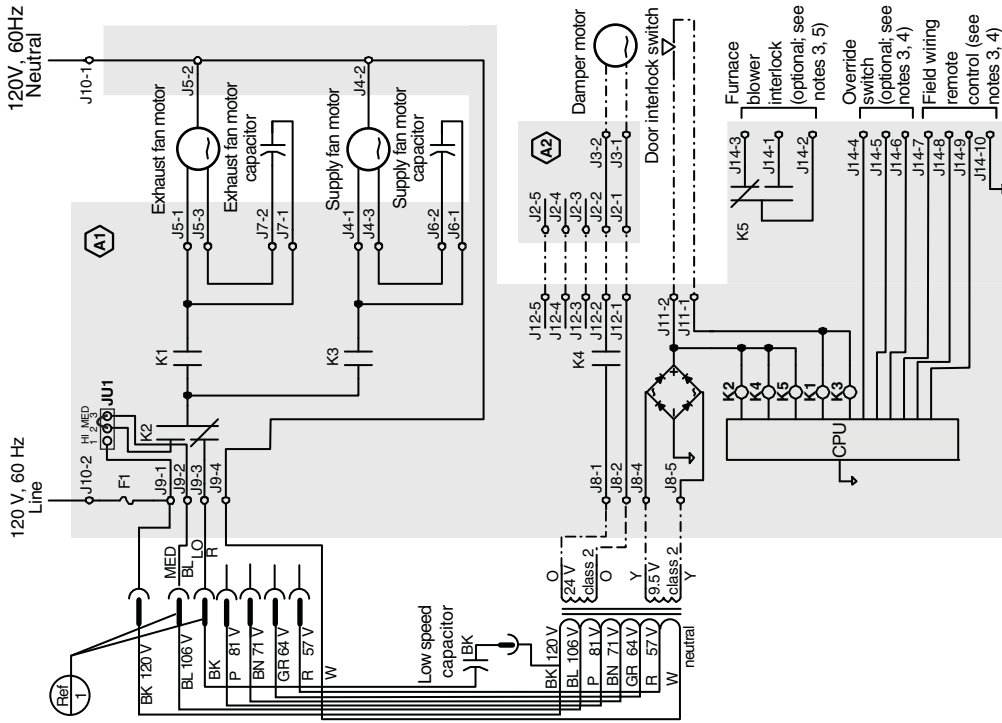 120V, 60Hz
Neutral
J10-1
J5-2
J4-2
Exhaust fan motor
Exhaust fan motor
capacitor
Supply fan motor
Supply fan motor
capacitor
A1
J5-1
J5-3
J7-2
J7-1
J4-1
J4-3
J6-2
J6-1
K1
K3
JU1
HI MED
1 2 3
K2
120 V, 60 Hz
Line
J10-2
F1
J9-1
J9-2
J9-3
J9-4
MED
BL
LO
R
Ref
1
BK 120 V
BL 106 V
BK
P 81 V
BN 71 V
GR 64 V
R 57 V
W
Low speed
capacitor
BK
BK 120 V
BL 106 V
P 81 V
BN 71 V
GR 64 V
R 57 V
W
neutral
O
24 V
class 2
O
Y
9.5 V
class 2
Y
J8-1
J8-2
J8-4
J8-5
K4
J12-5
J12-4
J12-3
J12-2
J12-1
J2-5
J2-4
J2-3
J2-2
J2-1
A2
J3-2
J3-1
Damper motor
Door interlock switch
J11-2
J11-1
K2
K4
K5
K1
K3
CPU
K5
J14-3
J14-1
J14-2
Furnace
blower
interlock
(optional; see
notes 3, 5)
J14-4
J14-5
J14-6
J14-7
J14-8
J14-9
J14-10
Override
switch
(optional; see
notes 3, 4)
Field wiring
remote
control (see
notes 3, 4)